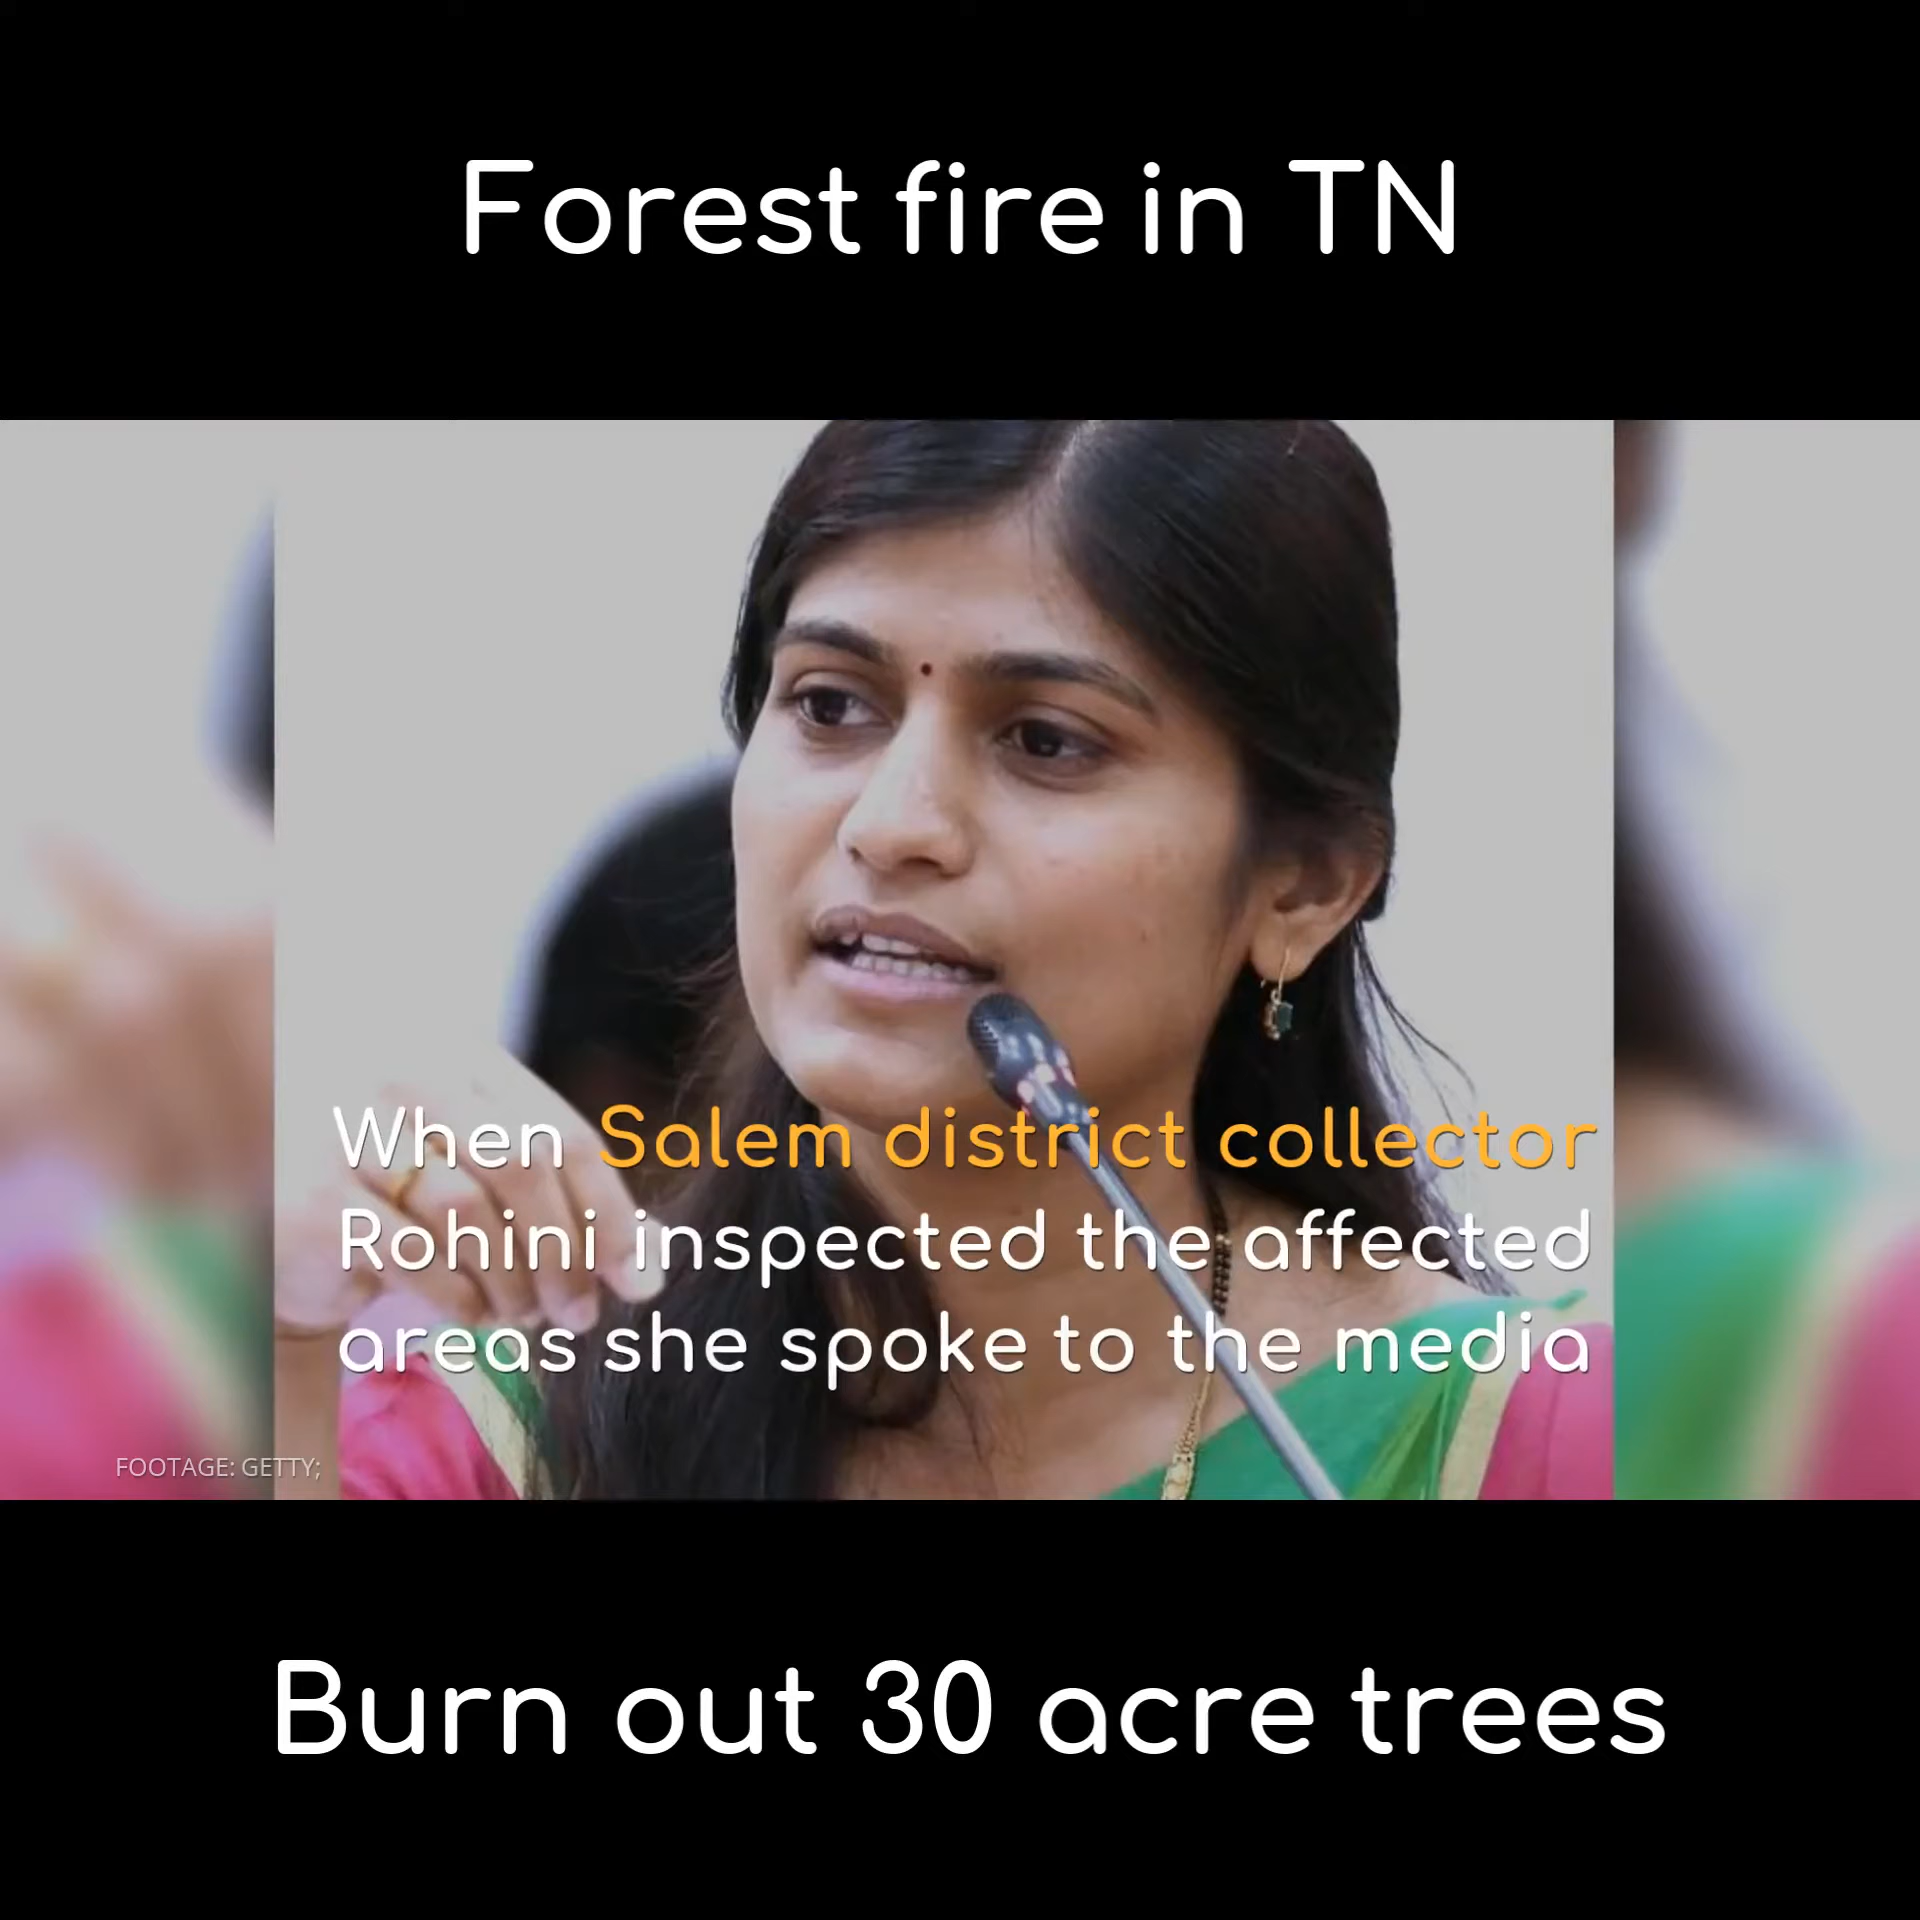 Forest fire in TN
When Salem district collector
Rohini inspected the affected
areas she spoke to the media
FOOTAGE: GETTY;
Burn out 30 acre trees